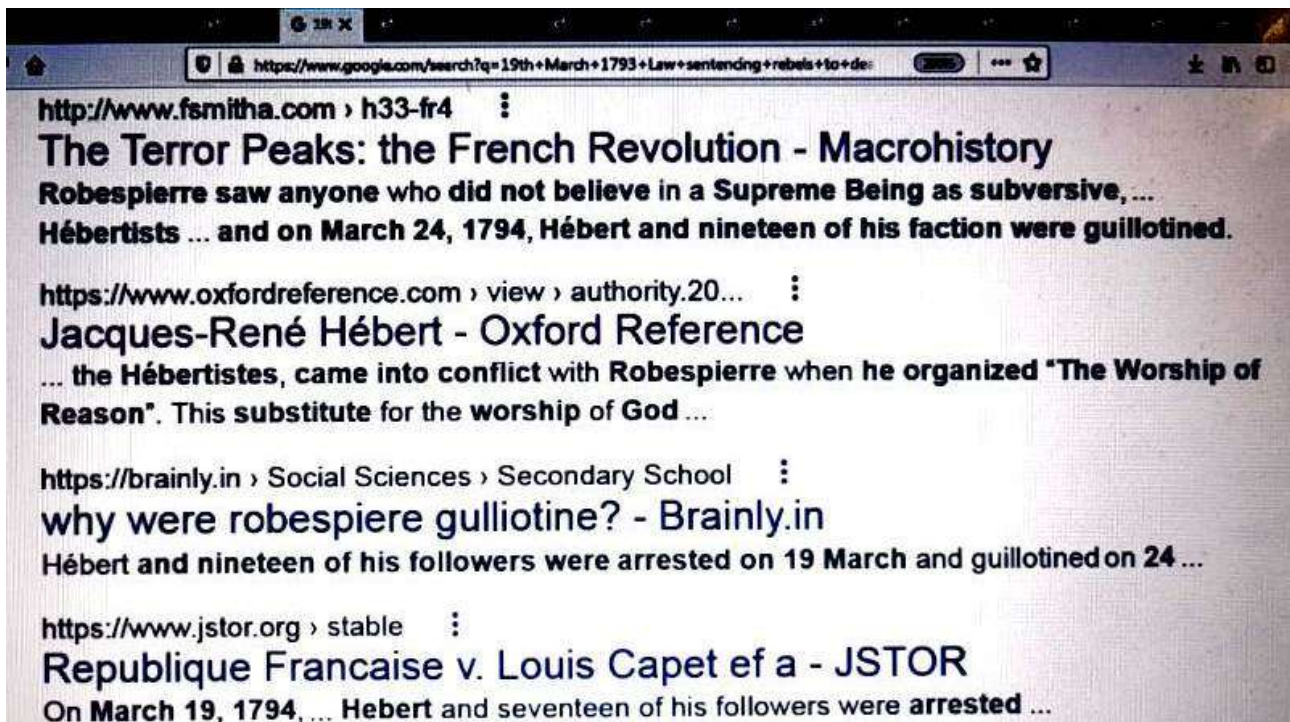 https://www.google.com/search?q=19th+March+1793+Law+sentencing+rebels+to+de
http://www.fsmitha.com › h33-fr4
The Terror Peaks: the French Revolution - Macrohistory
Robespierre saw anyone who did not believe in a Supreme Being as subversive, ...
Hébertists ... and on March 24, 1794, Hébert and nineteen of his faction were guillotined.
https://www.oxfordreference.com › view › authority.20...
Jacques-René Hébert - Oxford Reference
... the Hébertistes, came into conflict with Robespierre when he organized "The Worship of
Reason". This substitute for the worship of God ...
https://brainly.in › Social Sciences › Secondary School
why were robespiere gulliotine? - Brainly.in
Hébert and nineteen of his followers were arrested on 19 March and guillotined on 24 ...
https://www.jstor.org › stable
Republique Francaise v. Louis Capet ef a - JSTOR
On March 19, 1794, ... Hebert and seventeen of his followers were arrested ...